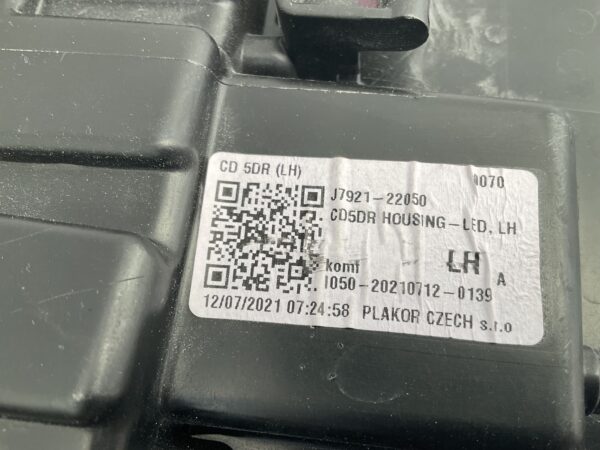 CD 5DR (LH)
0070
J7921-22050
CD5DR HOUSING-LED, LH
LH A
komf
I050-20210712-0139
12/07/2021 07:24:58 PLAKOR CZECH s.r.o